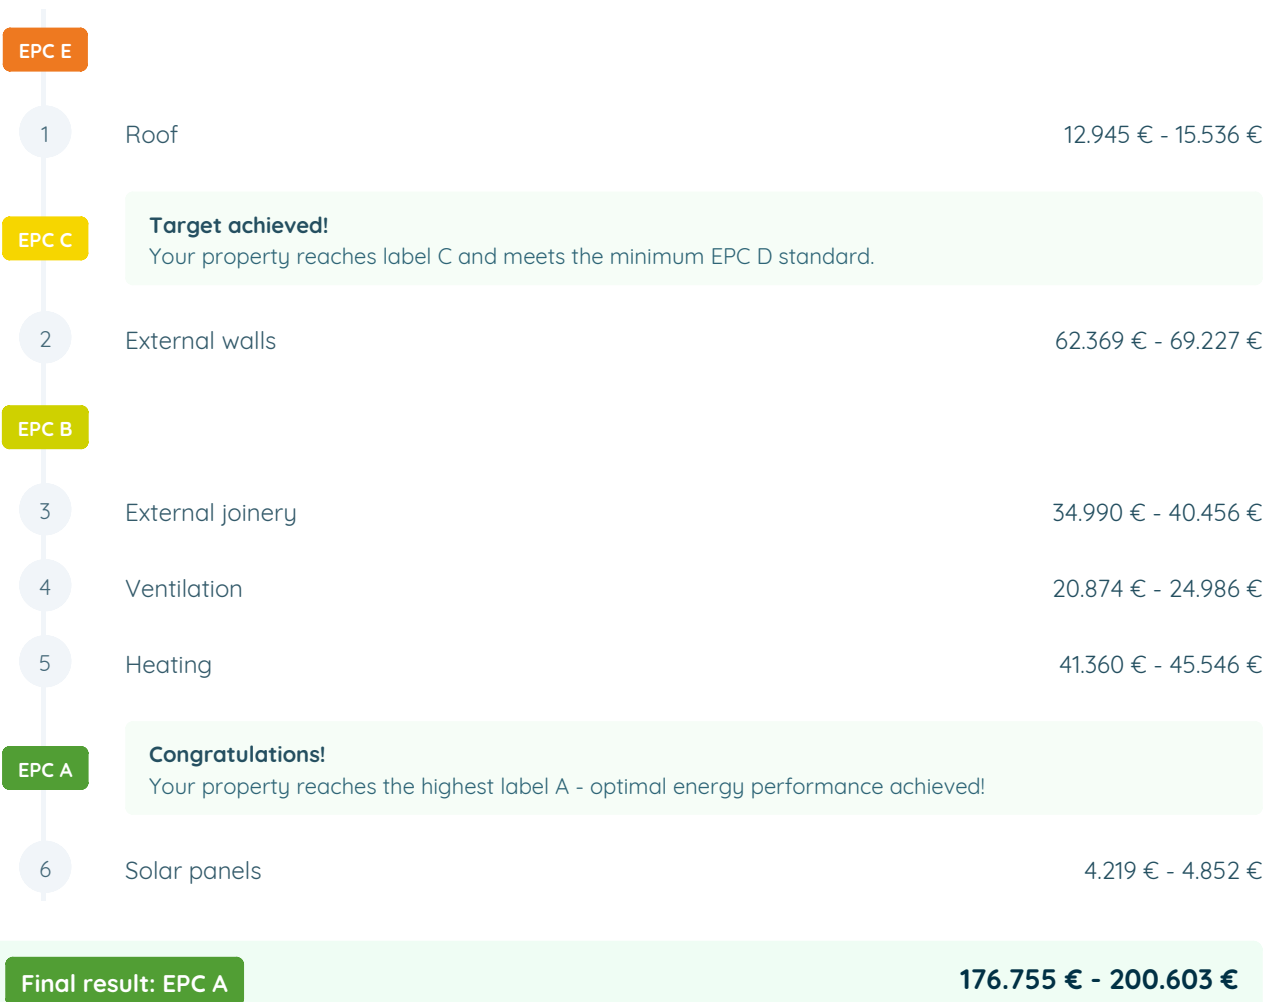 EPC E
1 Roof 12.945 € - 15.536 €
Target achieved!
EPC C
Your property reaches label C and meets the minimum EPC D standard.
2 External walls 62.369 € - 69.227 €
EPC B
3 External joinery 34.990 € - 40.456 €
4 Ventilation 20.874 € - 24.986 €
5 Heating 41.360 € - 45.546 €
Congratulations!
EPC A
Your property reaches the highest label A - optimal energy performance achieved!
6 Solar panels 4.219 € - 4.852 €
Final result: EPC A 176.755 € - 200.603 €